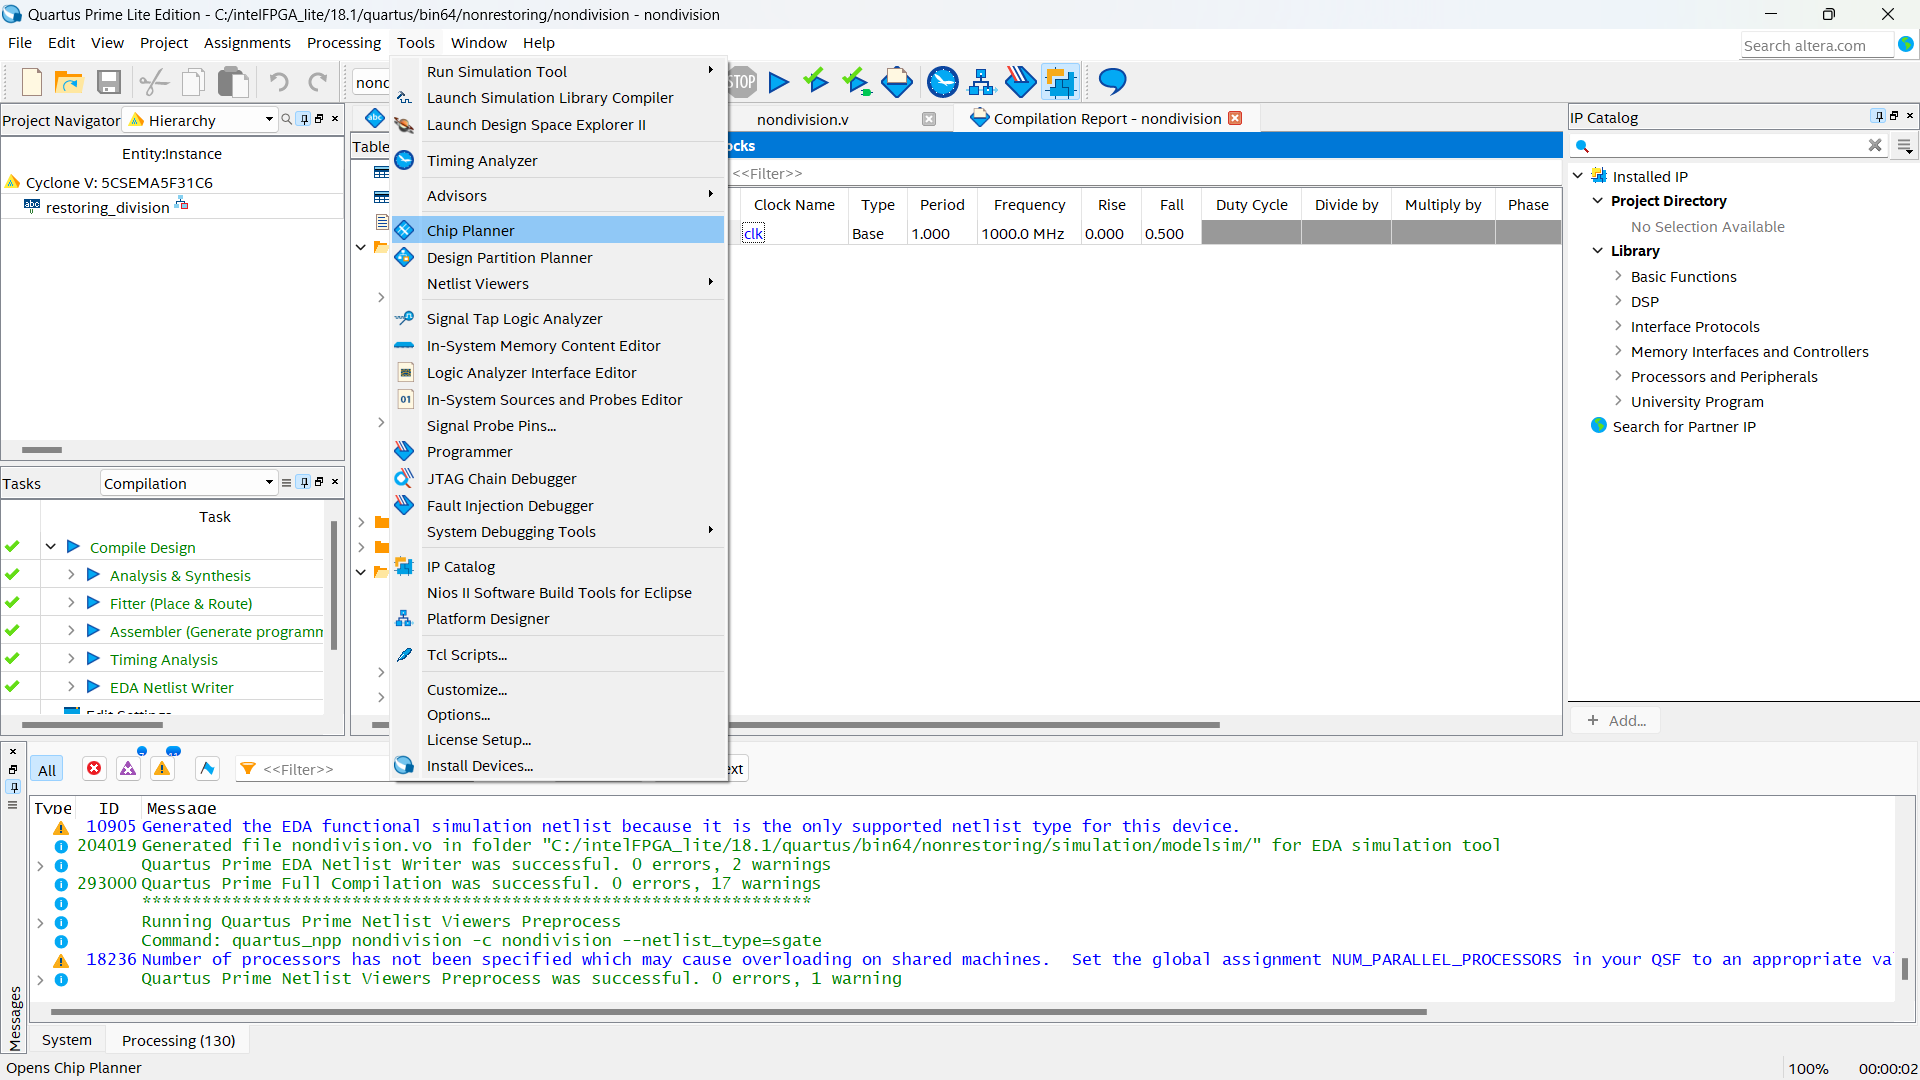 Quartus Prime Lite Edition - C:/intelFPGA_lite/18.1/quartus/bin64/nonrestoring/nondivision - nondivision
File Edit View Project Assignments Processing Tools Window Help
Search altera.com
nond
STOP
Project Navigator Hierarchy
Entity:Instance
Cyclone V: 5CSEMA5F31C6
restoring_division
Tasks Compilation
Task
Compile Design
Analysis & Synthesis
Fitter (Place & Route)
Assembler (Generate programm
Timing Analysis
EDA Netlist Writer
Table
Run Simulation Tool
Launch Simulation Library Compiler
Launch Design Space Explorer II
Timing Analyzer
Advisors
Chip Planner
Design Partition Planner
Netlist Viewers
Signal Tap Logic Analyzer
In-System Memory Content Editor
Logic Analyzer Interface Editor
In-System Sources and Probes Editor
Signal Probe Pins...
Programmer
JTAG Chain Debugger
Fault Injection Debugger
System Debugging Tools
IP Catalog
Nios II Software Build Tools for Eclipse
Platform Designer
Tcl Scripts...
Customize...
Options...
License Setup...
Install Devices...
nondivision.v Compilation Report - nondivision
ocks
<<Filter>>
Clock Name Type Period Frequency Rise Fall Duty Cycle Divide by Multiply by Phase
clk Base 1.000 1000.0 MHz 0.000 0.500
IP Catalog
Installed IP
Project Directory
No Selection Available
Library
Basic Functions
DSP
Interface Protocols
Memory Interfaces and Controllers
Processors and Peripherals
University Program
Search for Partner IP
+ Add...
All <<Filter>> ext
Type ID Message
10905 Generated the EDA functional simulation netlist because it is the only supported netlist type for this device.
204019 Generated file nondivision.vo in folder "C:/intelFPGA_lite/18.1/quartus/bin64/nonrestoring/simulation/modelsim/" for EDA simulation tool
Quartus Prime EDA Netlist Writer was successful. 0 errors, 2 warnings
293000 Quartus Prime Full Compilation was successful. 0 errors, 17 warnings
*******************************************************************
Running Quartus Prime Netlist Viewers Preprocess
Command: quartus_npp nondivision -c nondivision --netlist_type=sgate
18236 Number of processors has not been specified which may cause overloading on shared machines.  Set the global assignment NUM_PARALLEL_PROCESSORS in your QSF to an appropriate va
Quartus Prime Netlist Viewers Preprocess was successful. 0 errors, 1 warning
Messages
System Processing (130)
Opens Chip Planner
100% 00:00:02